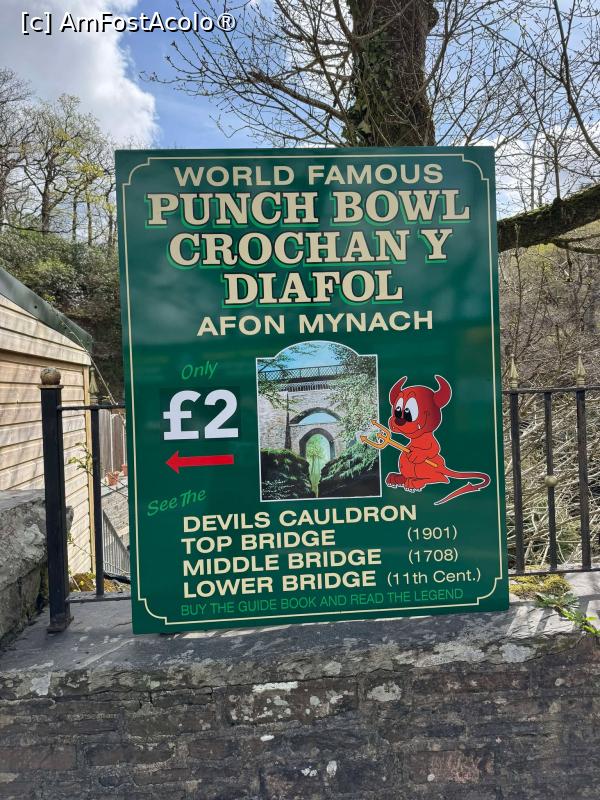 [c] AmFostAcolo®
WORLD FAMOUS
PUNCH BOWL
CROCHAN Y
DIAFOL
AFON MYNACH
Only
£2
See The
DEVILS CAULDRON
TOP BRIDGE (1901)
MIDDLE BRIDGE (1708)
LOWER BRIDGE (11th Cent.)
BUY THE GUIDE BOOK AND READ THE LEGEND